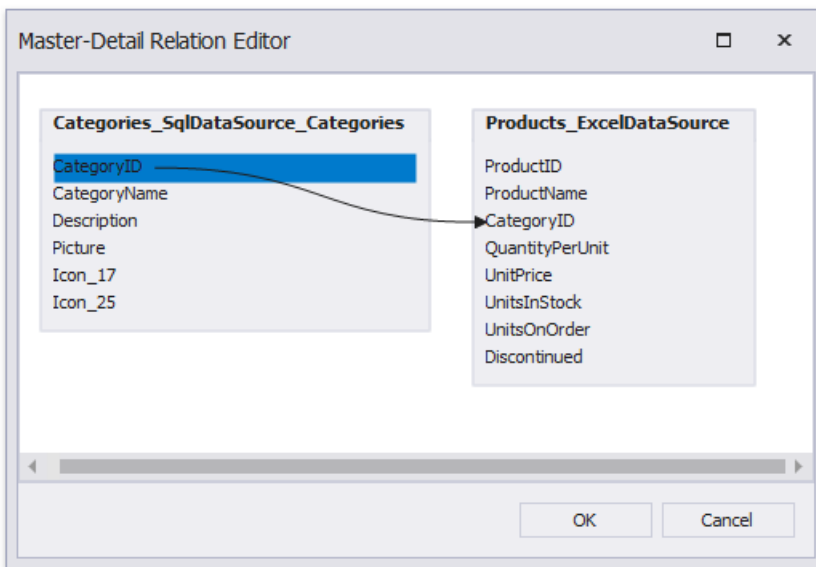 Master-Detail Relation Editor
Categories_SqlDataSource_Categories
CategoryID
CategoryName
Description
Picture
Icon_17
Icon_25
Products_ExcelDataSource
ProductID
ProductName
CategoryID
QuantityPerUnit
UnitPrice
UnitsInStock
UnitsOnOrder
Discontinued
OK
Cancel